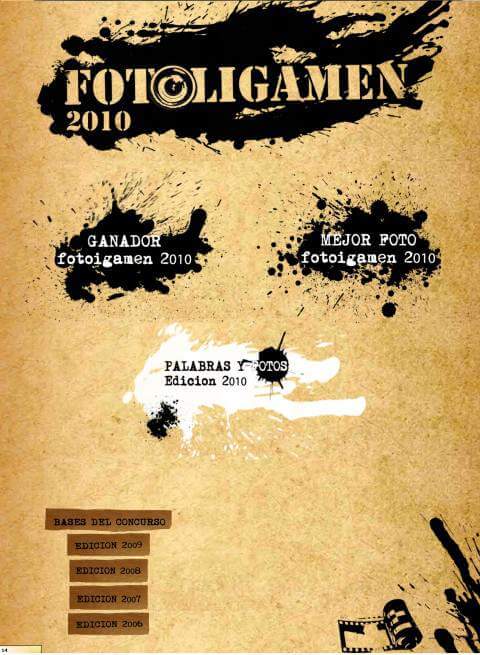 FOTOLIGAMEN
2010
GANADOR
fotoigamen 2010
MEJOR FOTO
fotoigamen 2010
PALABRAS Y FOTOS
Edicion 2010
BASES DEL CONCURSO
EDICION 2009
EDICION 2008
EDICION 2007
EDICION 2006
14